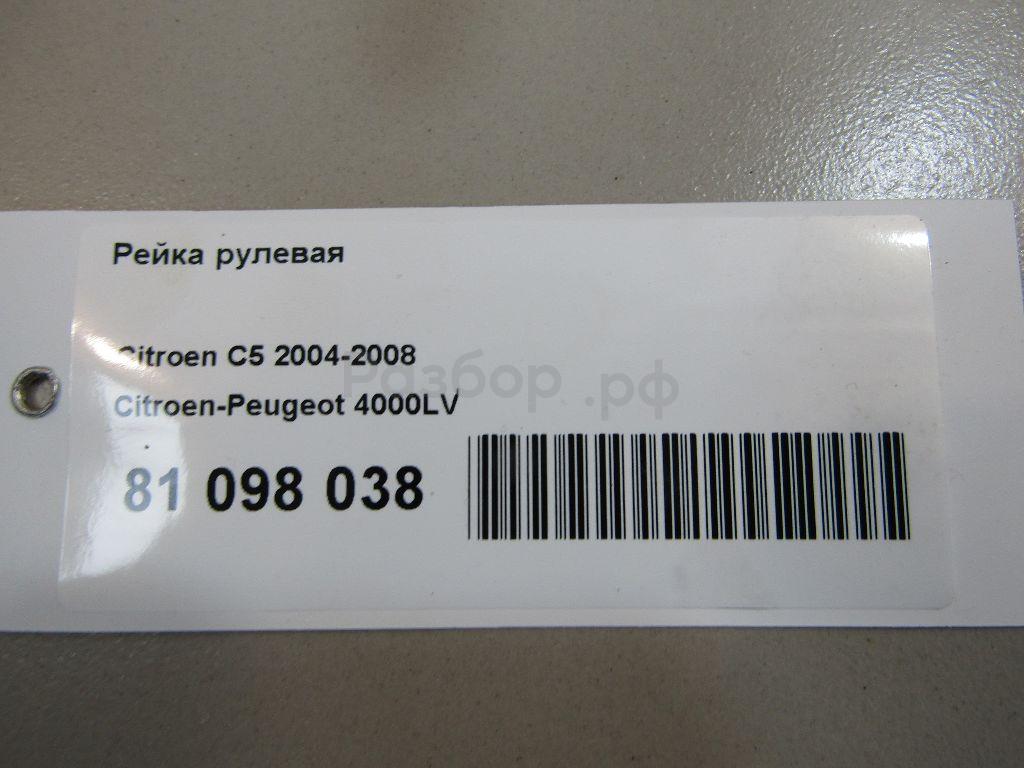 Рейка рулевая
Citroen C5 2004-2008
Разбор .рф
Citroen-Peugeot 4000LV
81 098 038